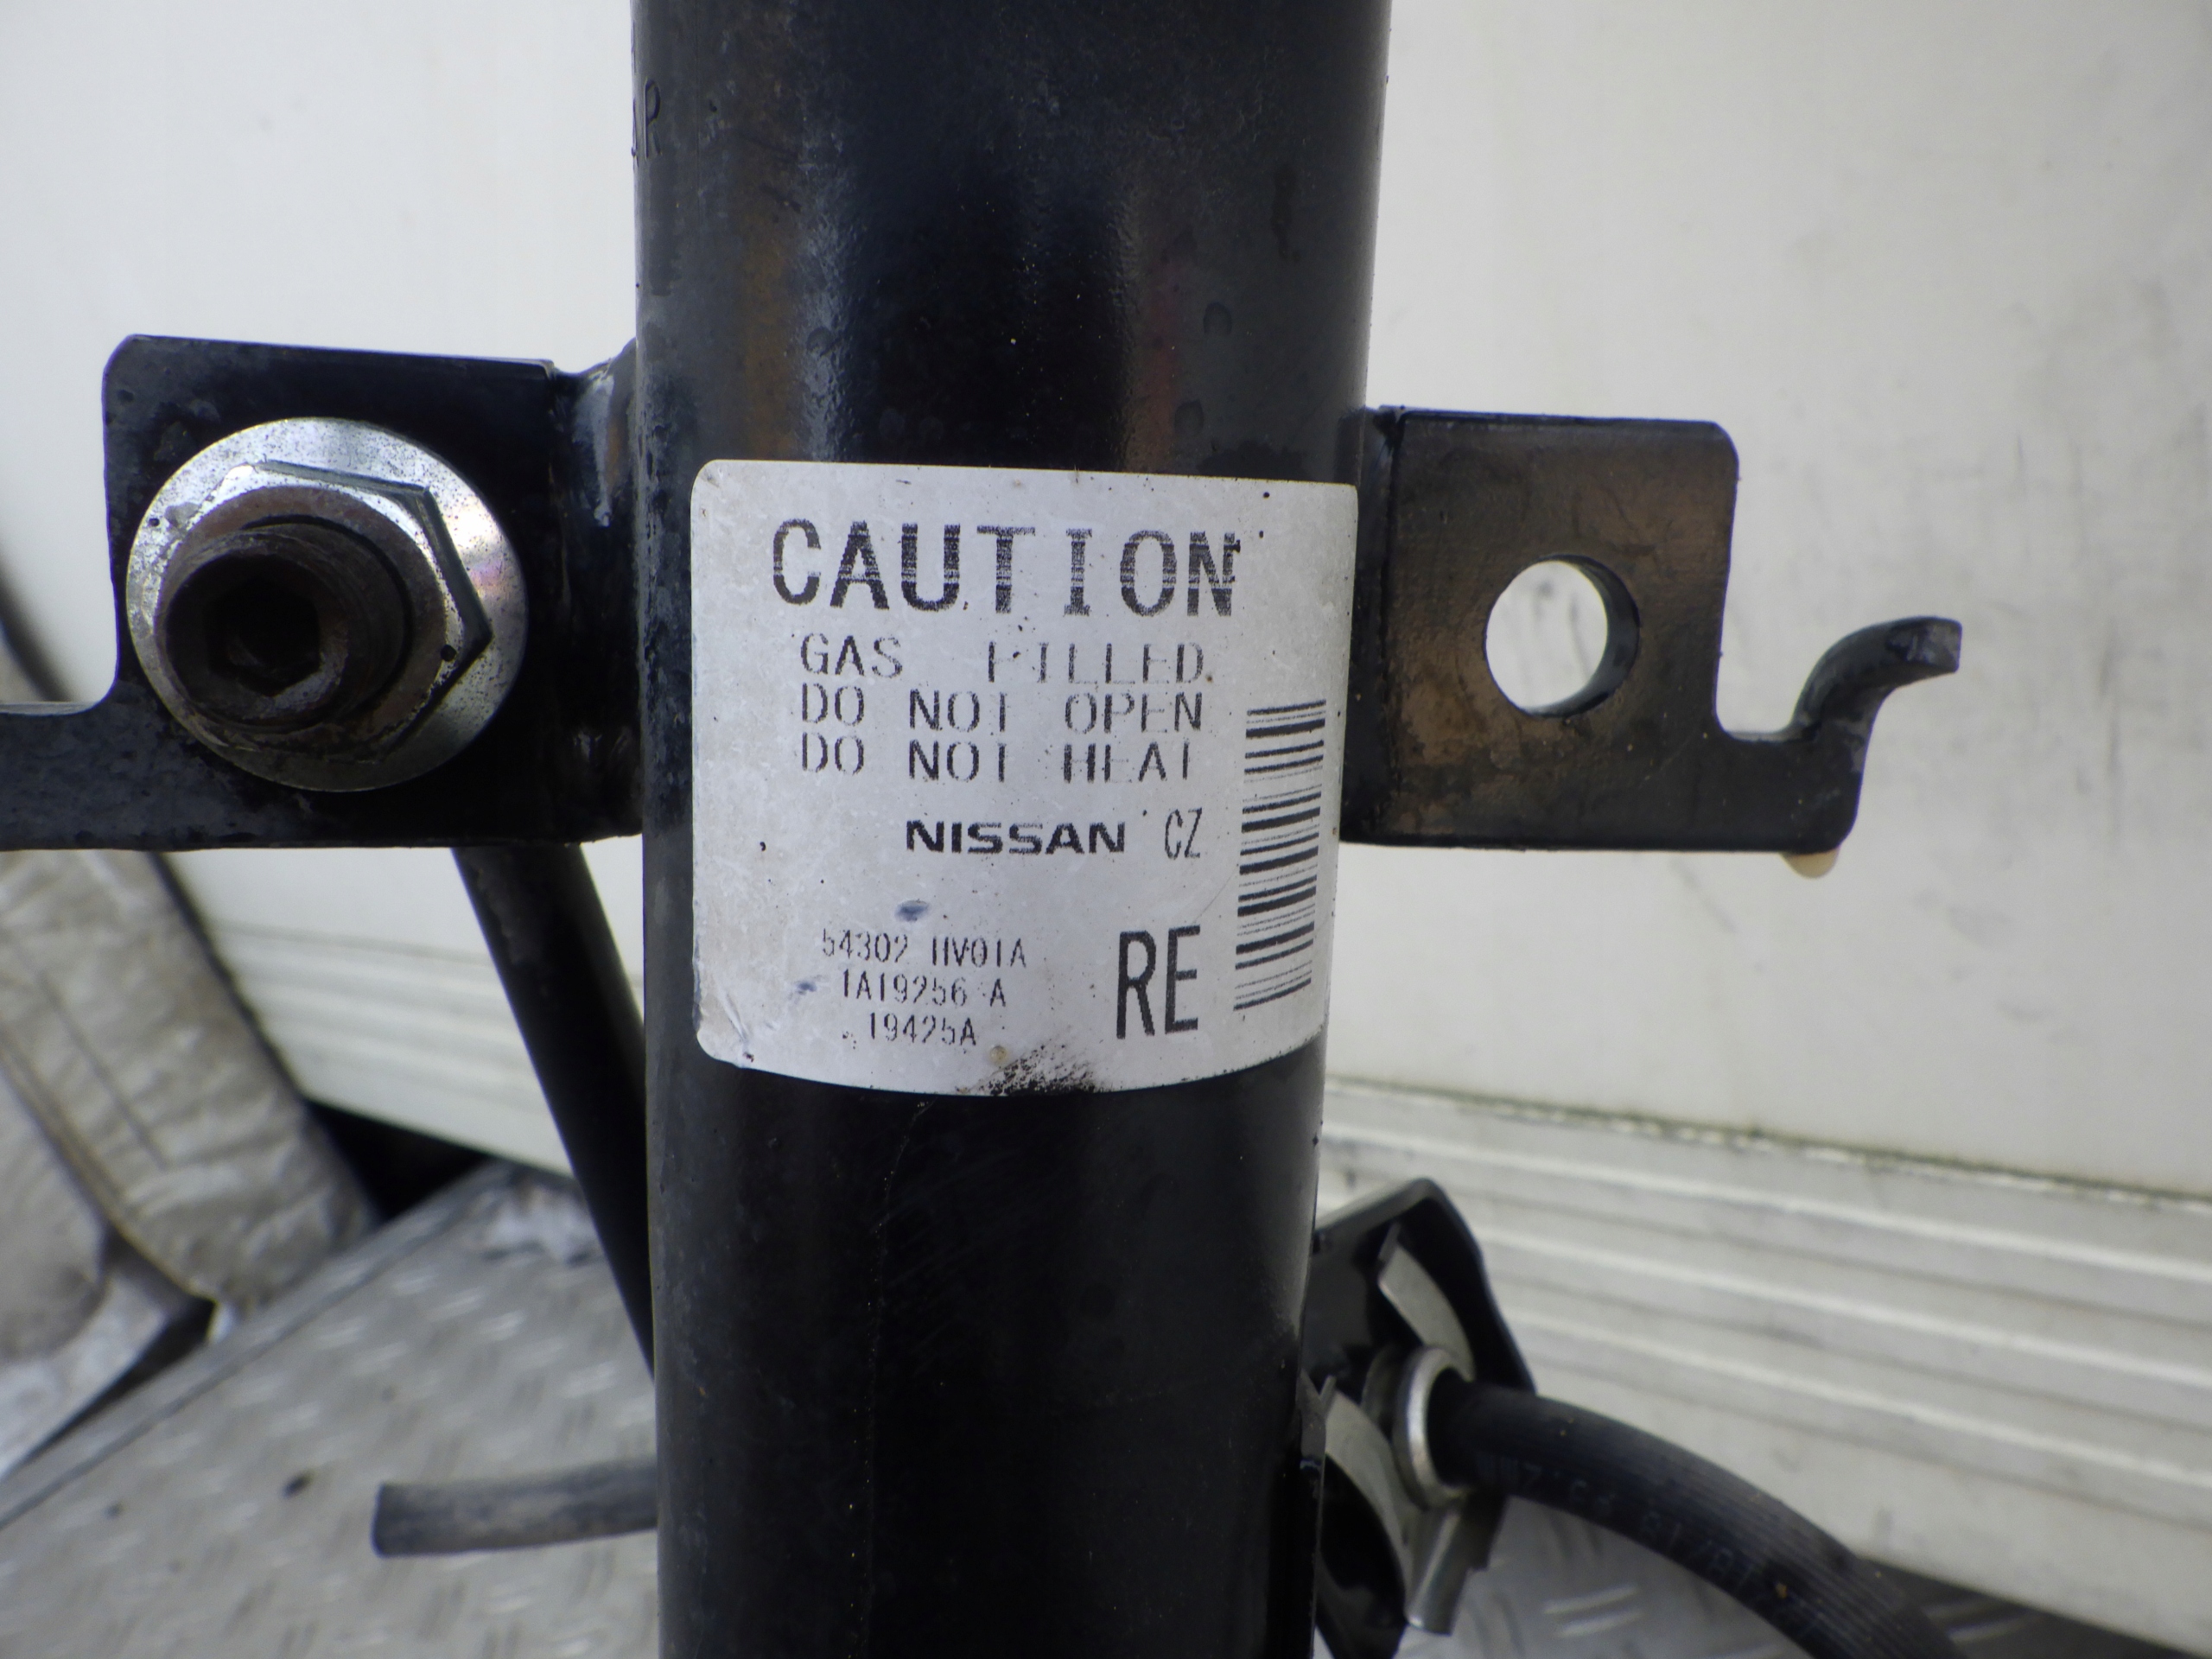 CAUTION
GAS FILLED
DO NOT OPEN
DO NOT HEAT
NISSAN CZ
54302 HV01A
1A19256 A
19425A
RE